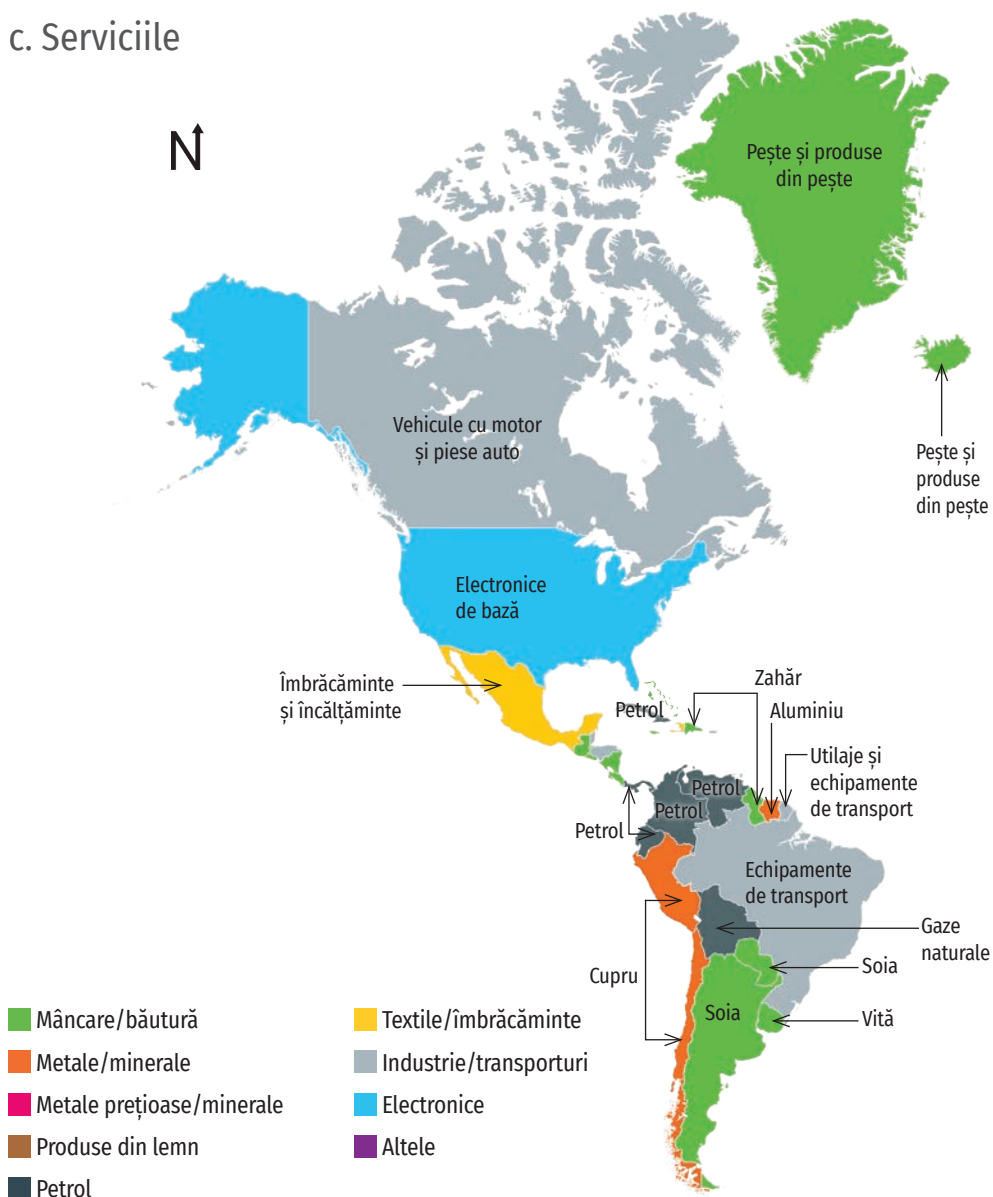 c. Serviciile
N
Pește și produse
din pește
Pește și
produse
din pește
Vehicule cu motor
și piese auto
Electronice
de bază
Îmbrăcăminte
și încălțăminte
Petrol
Zahăr
Aluminiu
Utilaje și
echipamente
de transport
Petrol
Petrol
Petrol
Echipamente
de transport
Gaze
naturale
Cupru
Soia
Soia
Vită
Mâncare/băutură
Metale/minerale
Metale prețioase/minerale
Produse din lemn
Petrol
Textile/îmbrăcăminte
Industrie/transporturi
Electronice
Altele